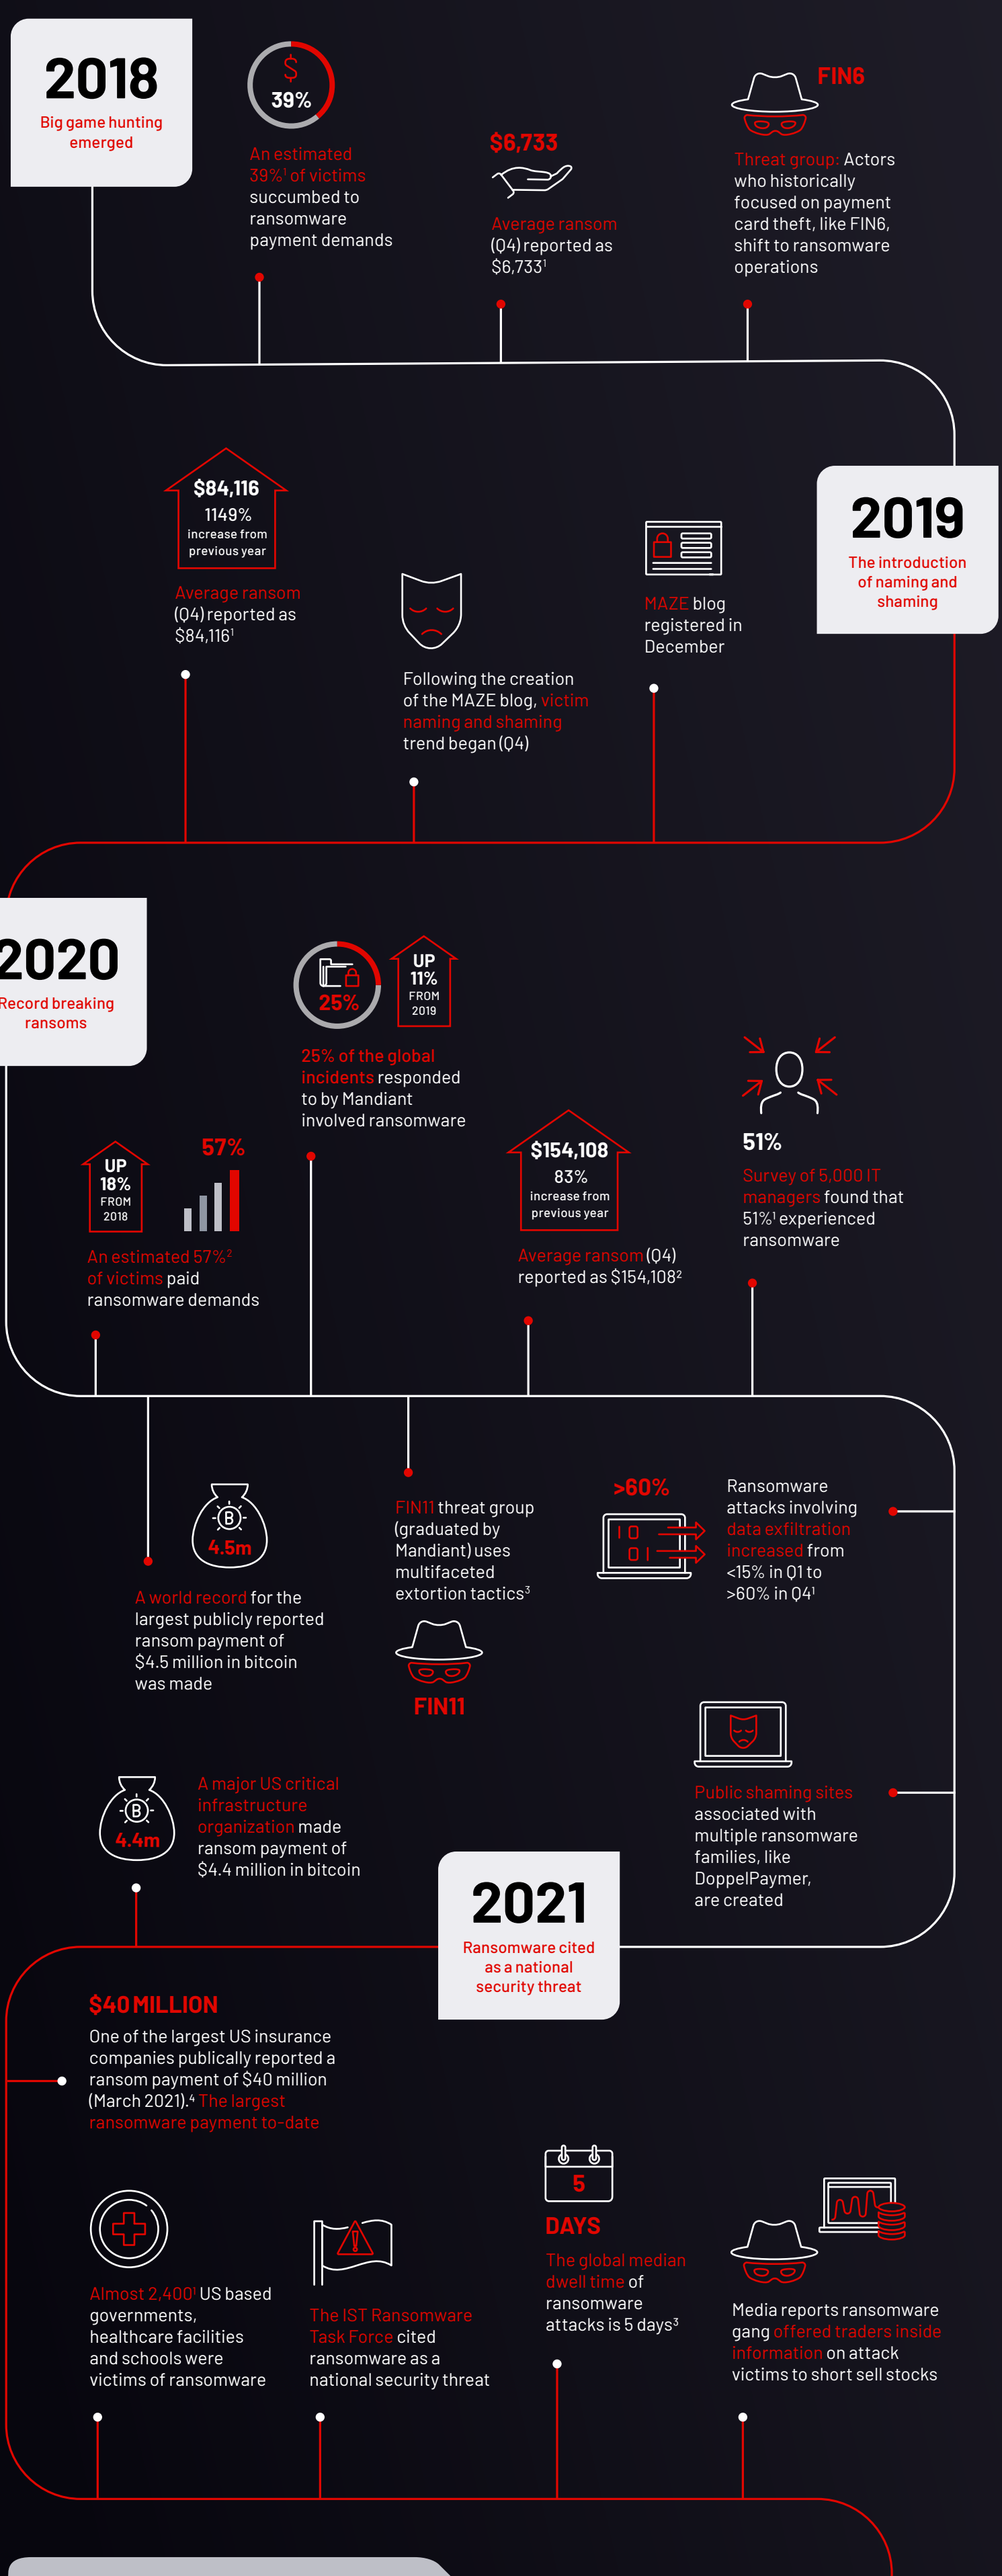 2018
Big game hunting
emerged
$
39%
An estimated
39%¹ of victims
succumbed to
ransomware
payment demands
$6,733
Average ransom
(Q4) reported as
$6,733¹
FIN6
Threat group: Actors
who historically
focused on payment
card theft, like FIN6,
shift to ransomware
operations
2019
The introduction
of naming and
shaming
MAZE blog
registered in
December
Following the creation
of the MAZE blog, victim
naming and shaming
trend began (Q4)
$84,116
1149%
increase from
previous year
Average ransom
(Q4) reported as
$84,116¹
2020
Record breaking
ransoms
UP
18%
FROM
2018
57%
An estimated 57%²
of victims paid
ransomware demands
25%
UP
11%
FROM
2019
25% of the global
incidents responded
to by Mandiant
involved ransomware
$154,108
83%
increase from
previous year
Average ransom (Q4)
reported as $154,108²
51%
Survey of 5,000 IT
managers found that
51%¹ experienced
ransomware
B
4.5m
A world record for the
largest publicly reported
ransom payment of
$4.5 million in bitcoin
was made
FIN11 threat group
(graduated by
Mandiant) uses
multifaceted
extortion tactics³
FIN11
>60%
1 0
0 1
Ransomware
attacks involving
data exfiltration
increased from
<15% in Q1 to
>60% in Q4¹
Public shaming sites
associated with
multiple ransomware
families, like
DoppelPaymer,
are created
2021
Ransomware cited
as a national
security threat
B
4.4m
A major US critical
infrastructure
organization made
ransom payment of
$4.4 million in bitcoin
$40 MILLION
One of the largest US insurance
companies publically reported a
ransom payment of $40 million
(March 2021).⁴ The largest
ransomware payment to-date
Almost 2,400¹ US based
governments,
healthcare facilities
and schools were
victims of ransomware
!
The IST Ransomware
Task Force cited
ransomware as a
national security threat
5
DAYS
The global median
dwell time of
ransomware
attacks is 5 days³
Media reports ransomware
gang offered traders inside
information on attack
victims to short sell stocks